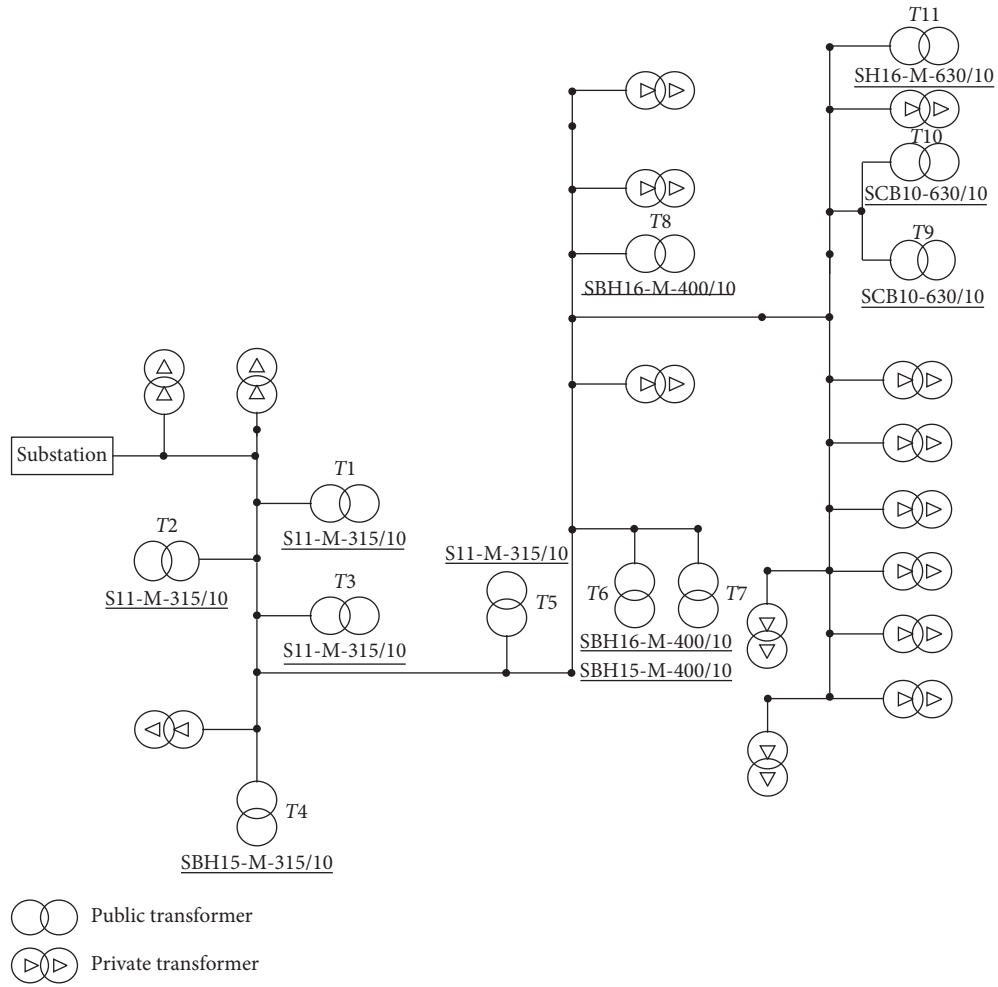 T11
SH16-M-630/10
T10
SCB10-630/10
T8
SBH16-M-400/10
T9
SCB10-630/10
Substation
T1
S11-M-315/10
T2
S11-M-315/10
T3
S11-M-315/10
S11-M-315/10
T5
T6
T7
SBH16-M-400/10
SBH15-M-400/10
T4
SBH15-M-315/10
Public transformer
Private transformer